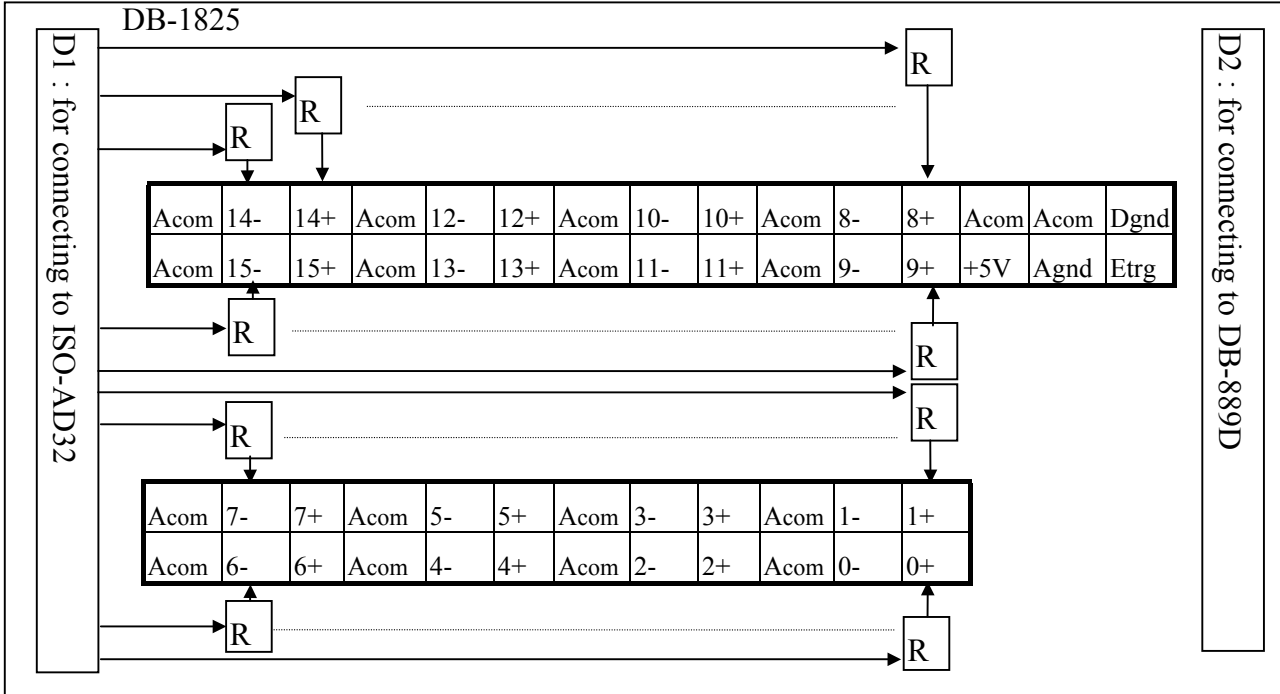 DB-1825
D1 : for connecting to ISO-AD32
D2 : for connecting to DB-889D
R
R
R
Acom 14- 14+ Acom 12- 12+ Acom 10- 10+ Acom 8- 8+ Acom Acom Dgnd
Acom 15- 15+ Acom 13- 13+ Acom 11- 11+ Acom 9- 9+ +5V Agnd Etrg
R
R
R
R
Acom 7- 7+ Acom 5- 5+ Acom 3- 3+ Acom 1- 1+
Acom 6- 6+ Acom 4- 4+ Acom 2- 2+ Acom 0- 0+
R
R